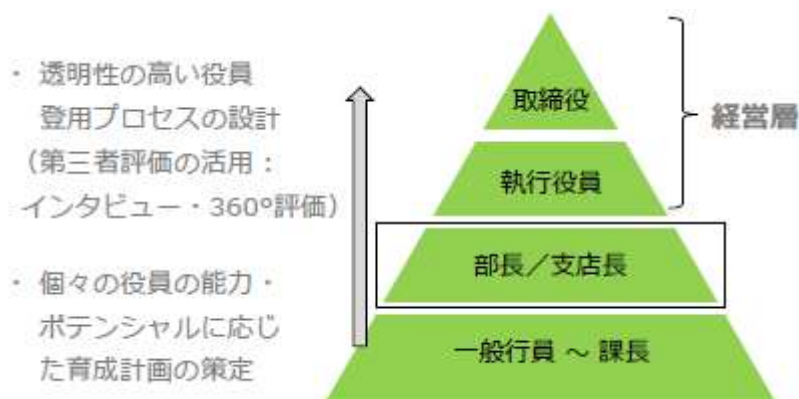 ・ 透明性の高い役員
登用プロセスの設計
（第三者評価の活用：
インタビュー・360°評価）
・ 個々の役員の能力・
ポテンシャルに応じ
た育成計画の策定
取締役
執行役員
部長／支店長
一般行員 ～ 課長
経営層